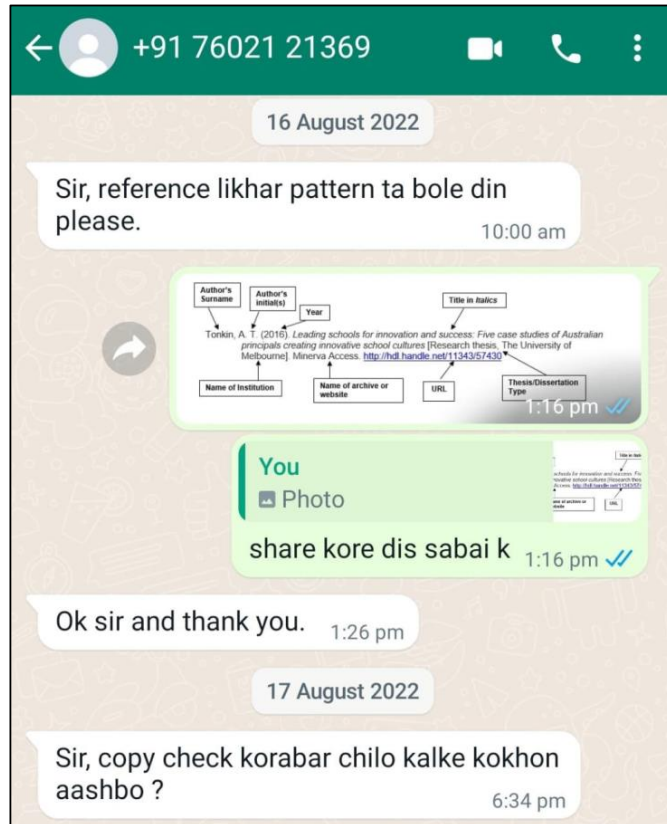 +91 76021 21369
16 August 2022
Sir, reference likhar pattern ta bole din
please.
10:00 am
Author's
Surname
Author's
initial(s)
Year
Title in Italics
Tonkin, A. T. (2016). Leading schools for innovation and success: Five case studies of Australian
principals creating innovative school cultures [Research thesis, The University of
Melbourne]. Minerva Access. http://hdl.handle.net/11343/57430
Name of Institution
Name of archive or
website
URL
Thesis/Dissertation
Type
1:16 pm
You
Photo
share kore dis sabai k
1:16 pm
Ok sir and thank you.
1:26 pm
17 August 2022
Sir, copy check korabar chilo kalke kokhon
aashbo ?
6:34 pm